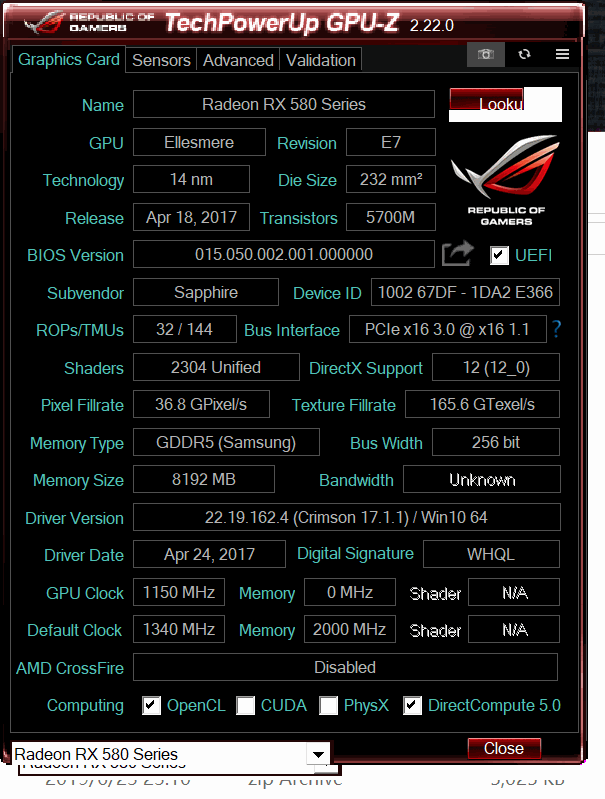 REPUBLIC OF GAMERS TechPowerUp GPU-Z 2.22.0
Graphics Card Sensors Advanced Validation
Name Radeon RX 580 Series Looku
GPU Ellesmere Revision E7
Technology 14 nm Die Size 232 mm²
REPUBLIC OF
GAMERS
Release Apr 18, 2017 Transistors 5700M
BIOS Version 015.050.002.001.000000 UEFI
Subvendor Sapphire Device ID 1002 67DF - 1DA2 E366
ROPs/TMUs 32 / 144 Bus Interface PCIe x16 3.0 @ x16 1.1 ?
Shaders 2304 Unified DirectX Support 12 (12_0)
Pixel Fillrate 36.8 GPixel/s Texture Fillrate 165.6 GTexel/s
Memory Type GDDR5 (Samsung) Bus Width 256 bit
Memory Size 8192 MB Bandwidth Unknown
Driver Version 22.19.162.4 (Crimson 17.1.1) / Win10 64
Driver Date Apr 24, 2017 Digital Signature WHQL
GPU Clock 1150 MHz Memory 0 MHz Shader N/A
Default Clock 1340 MHz Memory 2000 MHz Shader N/A
AMD CrossFire Disabled
Computing OpenCL CUDA PhysX DirectCompute 5.0
Radeon RX 580 Series Close
Radeon RX 580 Series
zip Archive